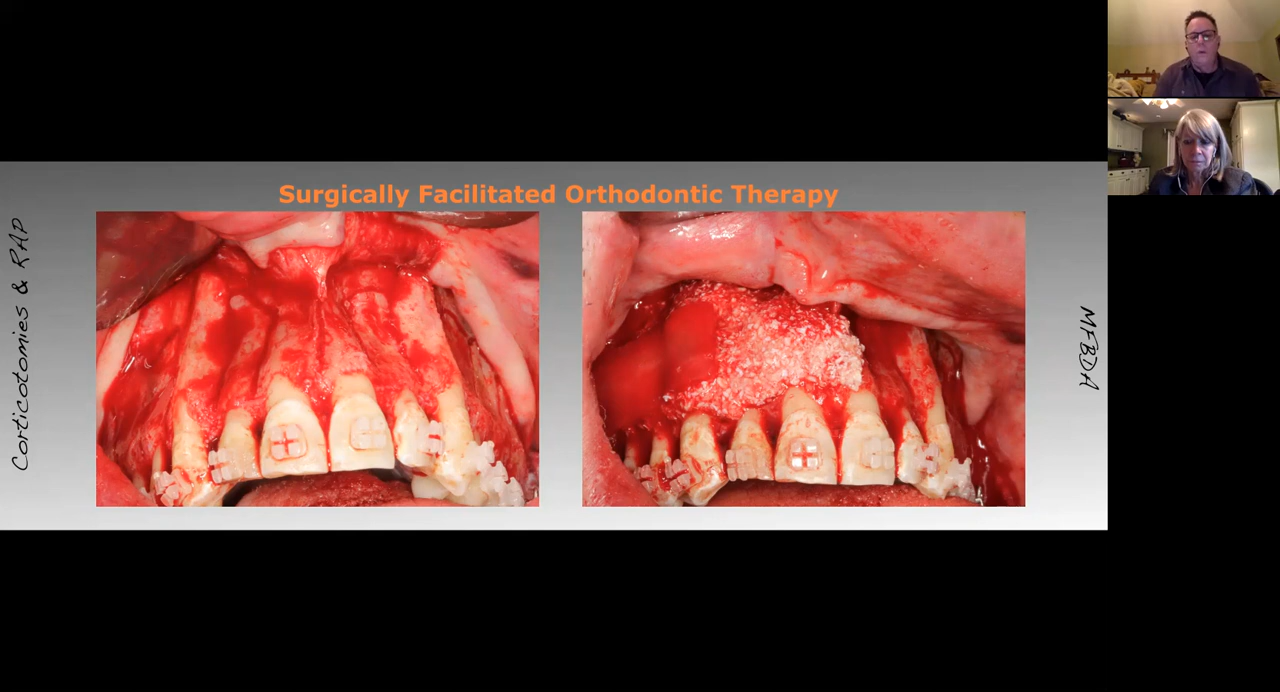 Surgically Facilitated Orthodontic Therapy
Corticotomies & RAP
MFBDA